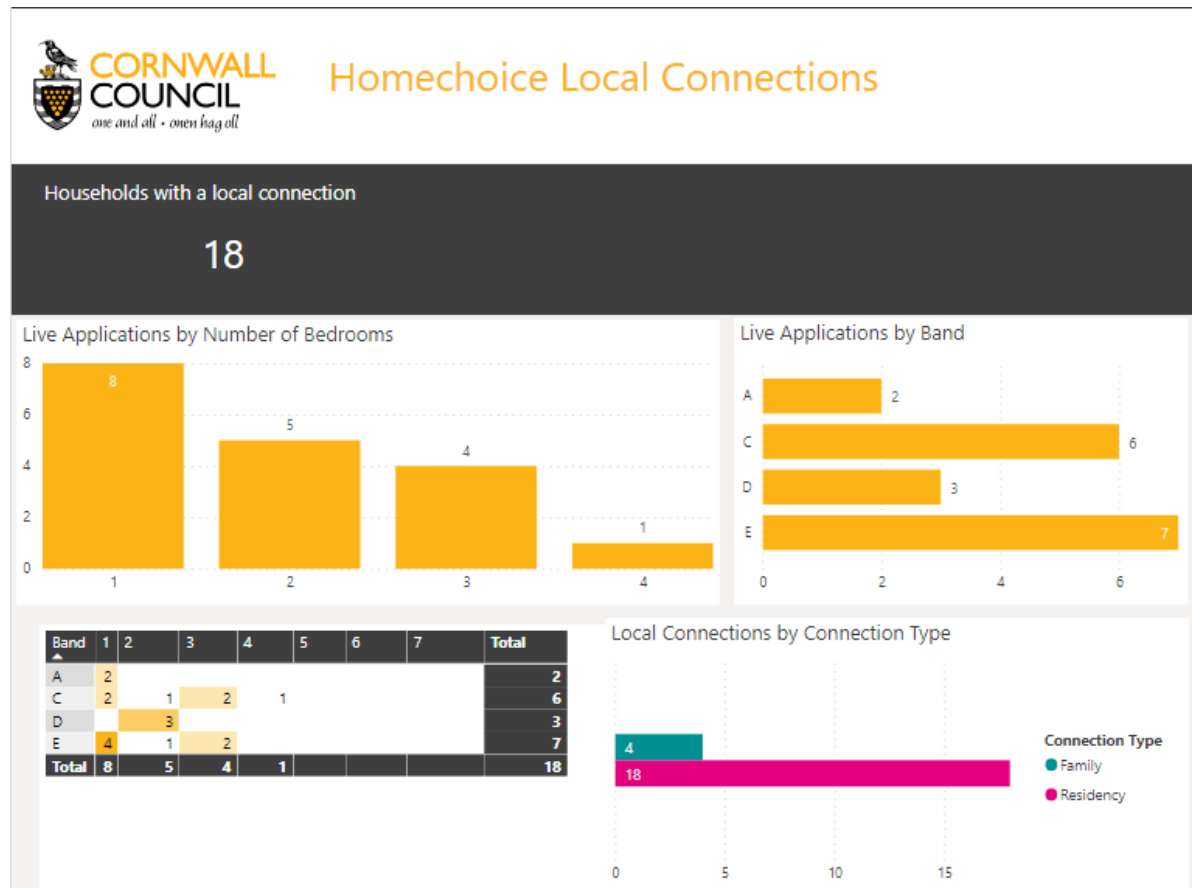 CORNWALL
COUNCIL
one and all • onen hag oll
Homechoice Local Connections
Households with a local connection
18
Live Applications by Number of Bedrooms
8
6
4
2
0
8
5
4
1
1 2 3 4
Live Applications by Band
A 2
C 6
D 3
E 7
0 2 4 6
Band 1 2 3 4 5 6 7 Total
A 2 2
C 2 1 2 1 6
D 3 3
E 4 1 2 7
Total 8 5 4 1 18
Local Connections by Connection Type
4
18
0 5 10 15
Connection Type
Family
Residency